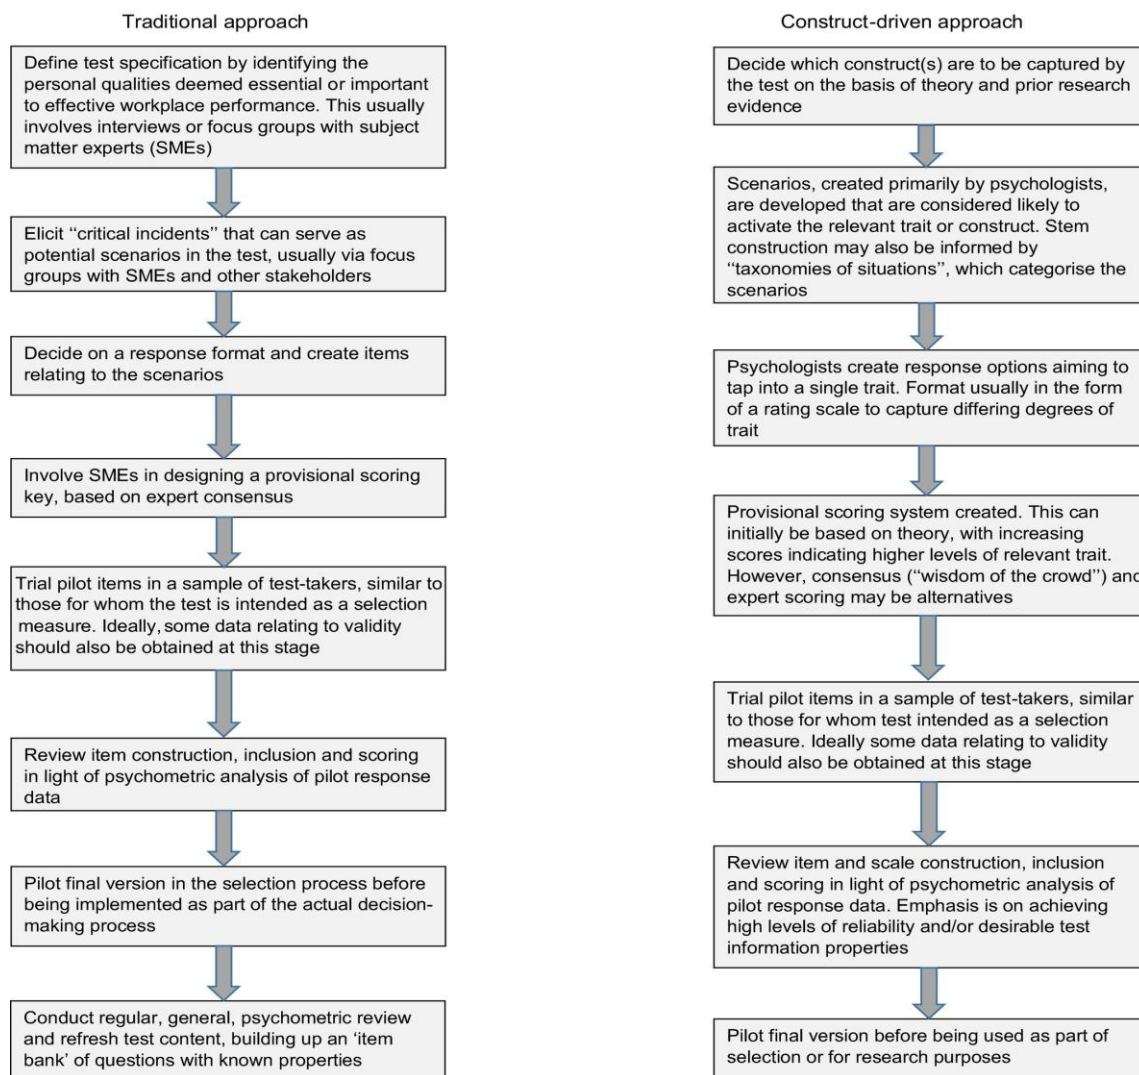 Traditional approach
Define test specification by identifying the
personal qualities deemed essential or important
to effective workplace performance. This usually
involves interviews or focus groups with subject
matter experts (SMEs)
Elicit “critical incidents” that can serve as
potential scenarios in the test, usually via focus
groups with SMEs and other stakeholders
Decide on a response format and create items
relating to the scenarios
Involve SMEs in designing a provisional scoring
key, based on expert consensus
Trial pilot items in a sample of test-takers, similar to
those for whom the test is intended as a selection
measure. Ideally, some data relating to validity
should also be obtained at this stage
Review item construction, inclusion and scoring
in light of psychometric analysis of pilot response
data
Pilot final version in the selection process before
being implemented as part of the actual decision-
making process
Conduct regular, general, psychometric review
and refresh test content, building up an ‘item
bank’ of questions with known properties
Construct-driven approach
Decide which construct(s) are to be captured by
the test on the basis of theory and prior research
evidence
Scenarios, created primarily by psychologists,
are developed that are considered likely to
activate the relevant trait or construct. Stem
construction may also be informed by
“taxonomies of situations”, which categorise the
scenarios
Psychologists create response options aiming to
tap into a single trait. Format usually in the form
of a rating scale to capture differing degrees of
trait
Provisional scoring system created. This can
initially be based on theory, with increasing
scores indicating higher levels of relevant trait.
However, consensus (“wisdom of the crowd”) and
expert scoring may be alternatives
Trial pilot items in a sample of test-takers, similar
to those for whom test intended as a selection
measure. Ideally some data relating to validity
should also be obtained at this stage
Review item and scale construction, inclusion
and scoring in light of psychometric analysis of
pilot response data. Emphasis is on achieving
high levels of reliability and/or desirable test
information properties
Pilot final version before being used as part of
selection or for research purposes